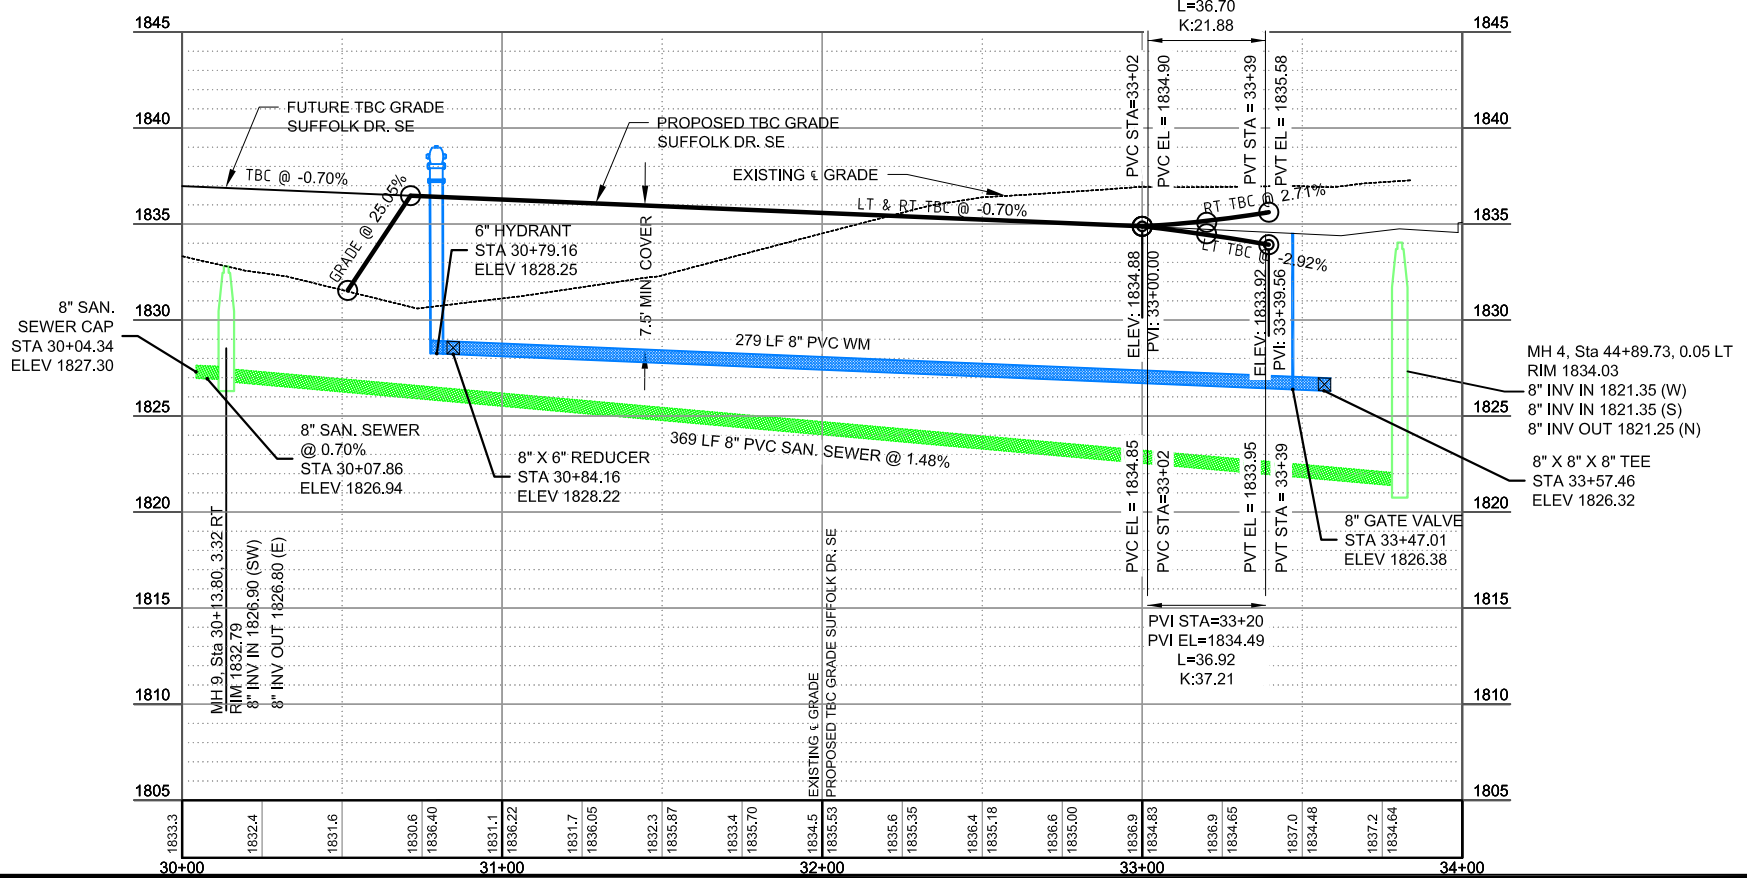 L=36.70
K:21.88
1845
1845
1840
1840
1835
1835
1830
1830
1825
1825
1820
1820
1815
1815
1810
1810
1805
1805
FUTURE TBC GRADE
SUFFOLK DR. SE
TBC @ -0.70%
GRADE @ 25.05%
PROPOSED TBC GRADE
SUFFOLK DR. SE
EXISTING ℄ GRADE
LT & RT TBC @ -0.70%
RT TBC @ 2.71%
LT TBC @ -2.92%
PVC STA=33+02
PVC EL = 1834.90
PVT STA = 33+39
PVT EL = 1835.58
6" HYDRANT
STA 30+79.16
ELEV 1828.25
7.5' MIN. COVER
ELEV: 1834.88
PVI: 33+00.00
ELEV: 1833.92
PVI: 33+39.56
8" SAN.
SEWER CAP
STA 30+04.34
ELEV 1827.30
279 LF 8" PVC WM
MH 4, Sta 44+89.73, 0.05 LT
RIM 1834.03
8" INV IN 1821.35 (W)
8" INV IN 1821.35 (S)
8" INV OUT 1821.25 (N)
8" SAN. SEWER
@ 0.70%
STA 30+07.86
ELEV 1826.94
369 LF 8" PVC SAN. SEWER @ 1.48%
8" X 6" REDUCER
STA 30+84.16
ELEV 1828.22
8" X 8" X 8" TEE
STA 33+57.46
ELEV 1826.32
8" GATE VALVE
STA 33+47.01
ELEV 1826.38
PVC EL = 1834.85
PVC STA=33+02
PVT EL = 1833.95
PVT STA = 33+39
MH 9, Sta 30+13.80, 3.32 RT
RIM 1832.79
8" INV IN 1826.90 (SW)
8" INV OUT 1826.80 (E)
EXISTING ℄ GRADE
PROPOSED TBC GRADE SUFFOLK DR. SE
PVI STA=33+20
PVI EL=1834.49
L=36.92
K:37.21
1833.3
1832.4
1831.6
1830.6
1836.40
1831.1
1836.22
1831.7
1836.05
1832.3
1835.87
1833.4
1835.70
1834.5
1835.53
1835.6
1835.35
1836.4
1835.18
1836.6
1835.00
1836.9
1834.83
1836.9
1834.65
1837.0
1834.48
1837.2
1834.64
30+00
31+00
32+00
33+00
34+00